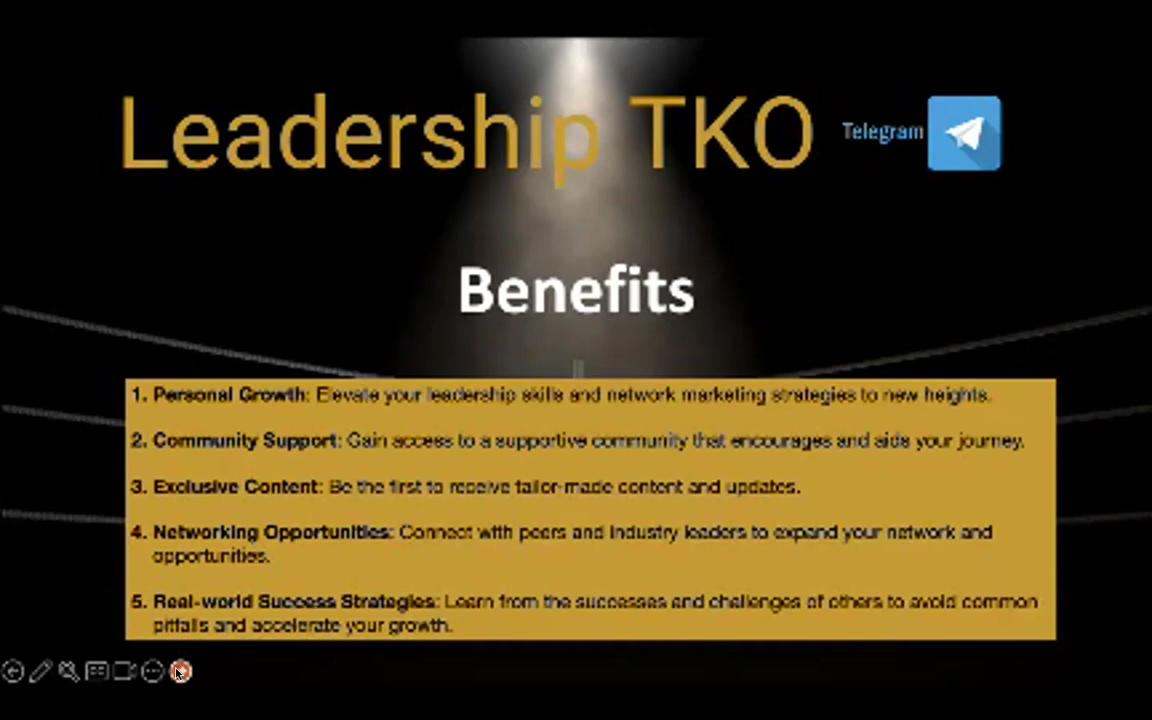 Leadership TKO
Telegram
Benefits
1. Personal Growth: Elevate your leadership skills and network marketing strategies to new heights.
2. Community Support: Gain access to a supportive community that encourages and aids your journey.
3. Exclusive Content: Be the first to receive tailor-made content and updates.
4. Networking Opportunities: Connect with peers and industry leaders to expand your network and
opportunities.
5. Real-world Success Strategies: Learn from the successes and challenges of others to avoid common
pitfalls and accelerate your growth.